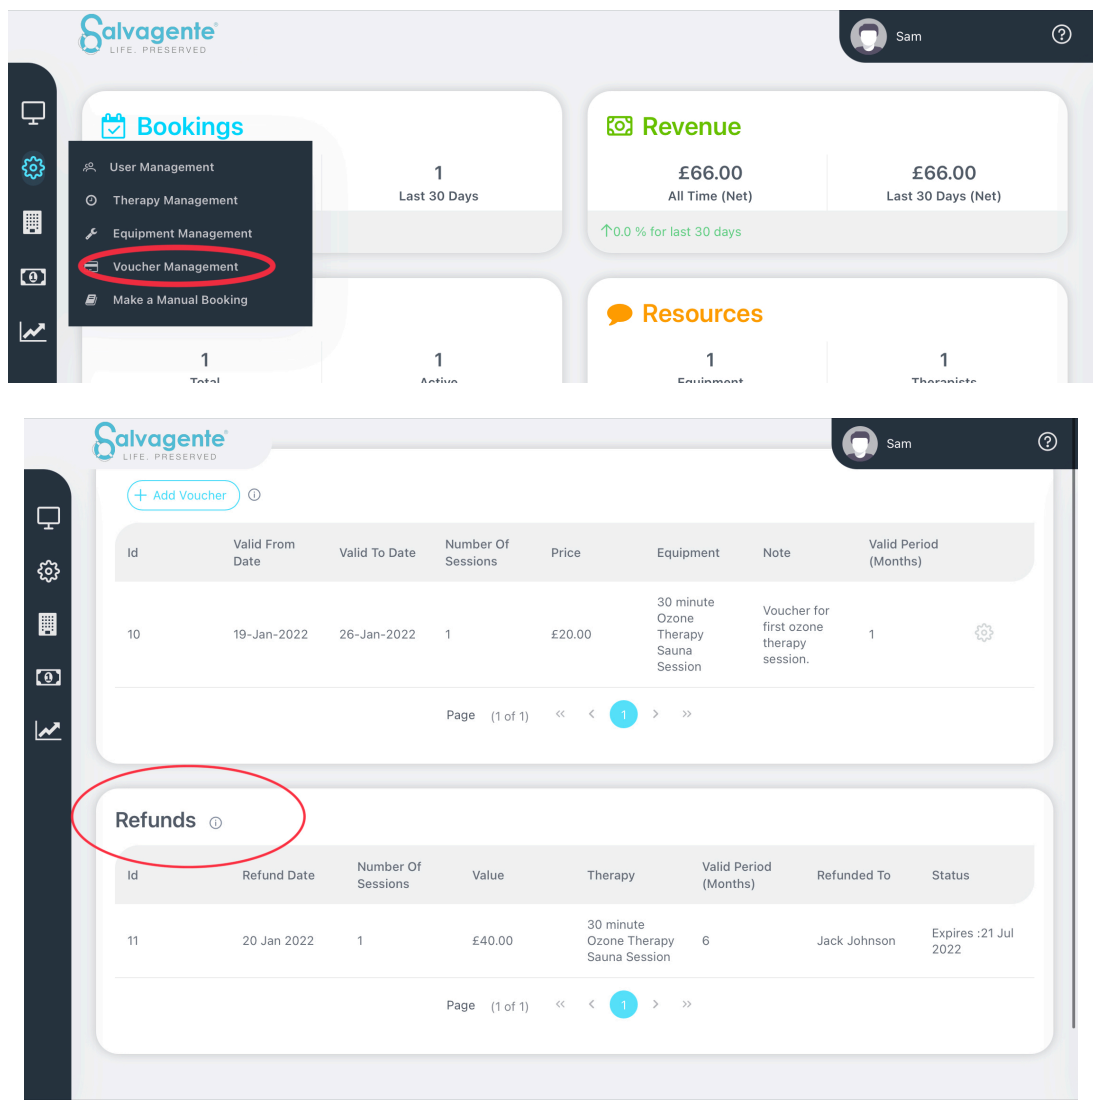 Salvagente®
LIFE. PRESERVED
Sam
Bookings
Revenue
User Management
Therapy Management
Equipment Management
Voucher Management
Make a Manual Booking
1
Last 30 Days
£66.00
All Time (Net)
£66.00
Last 30 Days (Net)
↑0.0 % for last 30 days
Resources
1
Total
1
Active
1
Equipment
1
Therapists
Salvagente®
LIFE. PRESERVED
Sam
+ Add Voucher
Id
Valid From
Date
Valid To Date
Number Of
Sessions
Price
Equipment
Note
Valid Period
(Months)
10
19-Jan-2022
26-Jan-2022
1
£20.00
30 minute
Ozone
Therapy
Sauna
Session
Voucher for
first ozone
therapy
session.
1
Page (1 of 1) « < 1 > »
Refunds
Id
Refund Date
Number Of
Sessions
Value
Therapy
Valid Period
(Months)
Refunded To
Status
11
20 Jan 2022
1
£40.00
30 minute
Ozone Therapy
Sauna Session
6
Jack Johnson
Expires :21 Jul
2022
Page (1 of 1) « < 1 > »